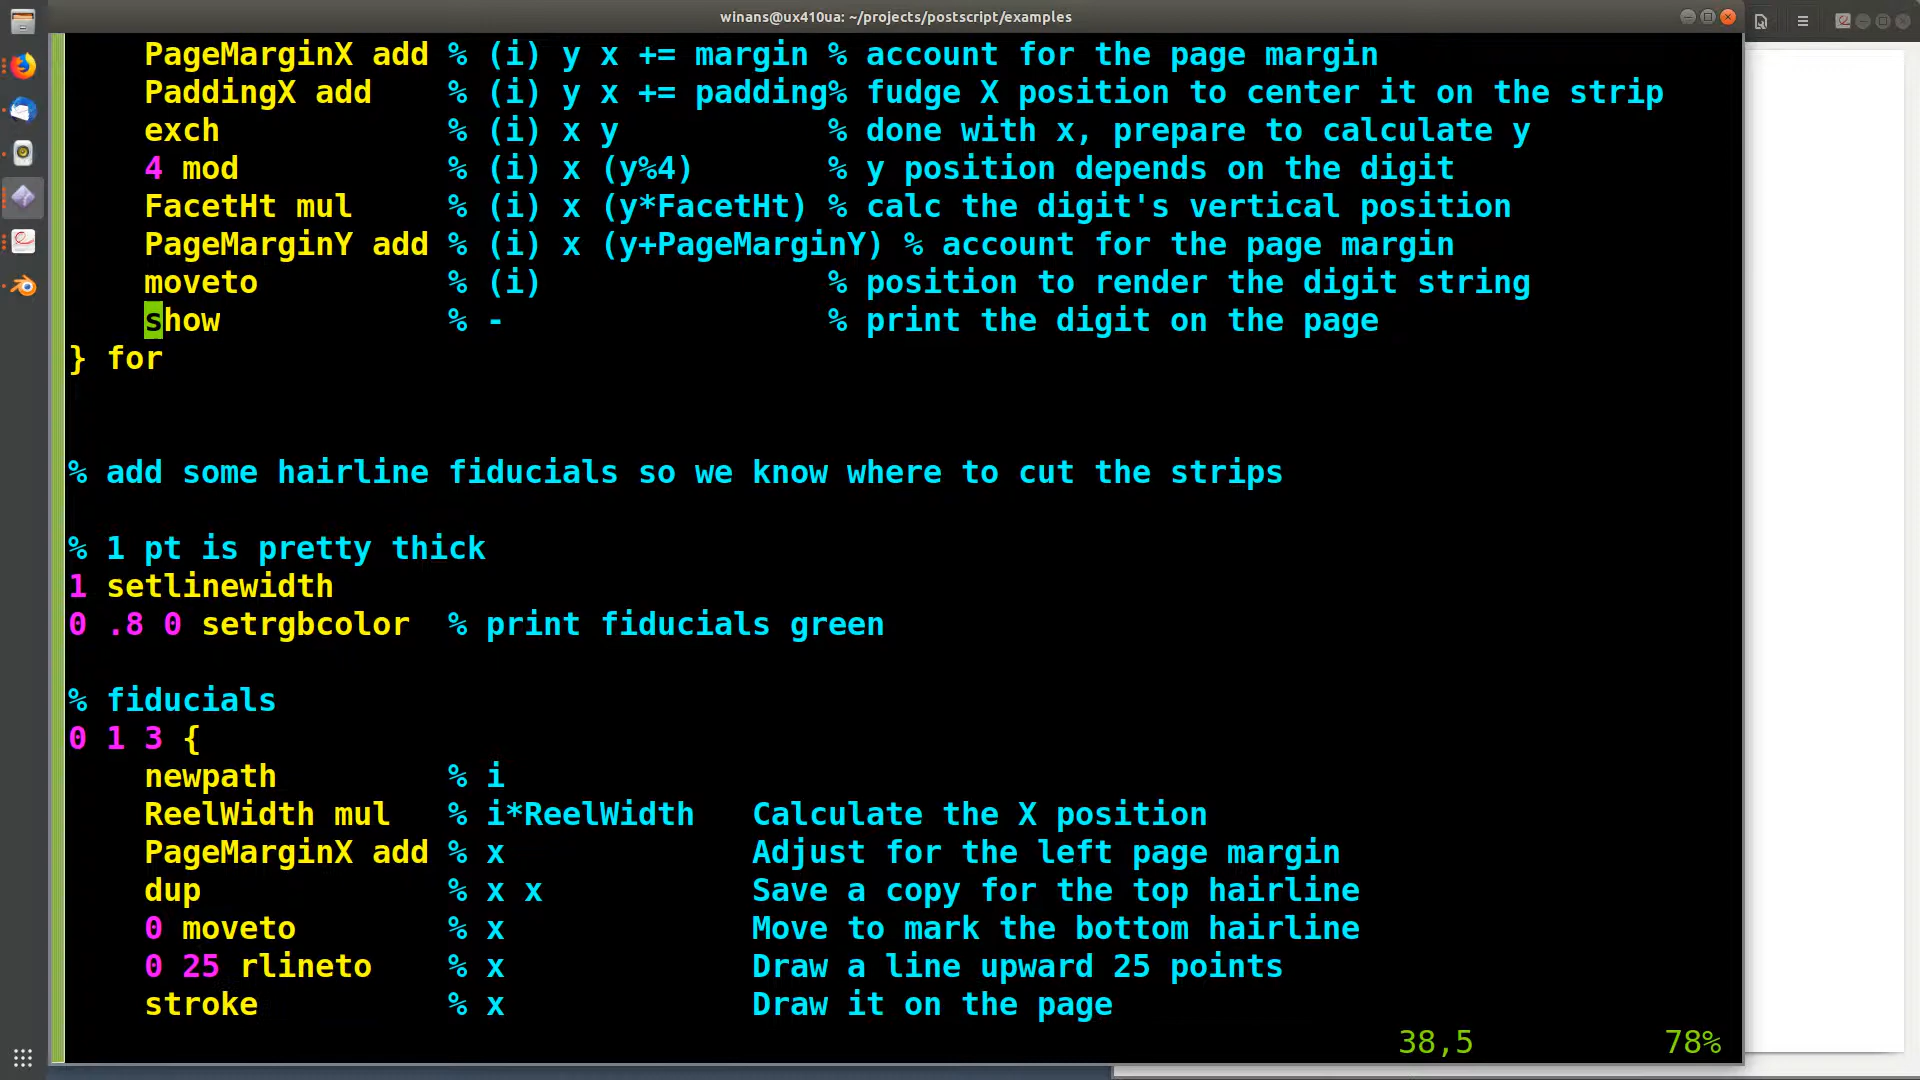 winans@ux410ua: ~/projects/postscript/examples
PageMarginX add % (i) y x += margin % account for the page margin
PaddingX add % (i) y x += padding% fudge X position to center it on the strip
exch % (i) x y % done with x, prepare to calculate y
4 mod % (i) x (y%4) % y position depends on the digit
FacetHt mul % (i) x (y*FacetHt) % calc the digit's vertical position
PageMarginY add % (i) x (y+PageMarginY) % account for the page margin
moveto % (i) % position to render the digit string
show % - % print the digit on the page
} for
% add some hairline fiducials so we know where to cut the strips
% 1 pt is pretty thick
1 setlinewidth
0 .8 0 setrgbcolor % print fiducials green
% fiducials
0 1 3 {
newpath % i
ReelWidth mul % i*ReelWidth Calculate the X position
PageMarginX add % x Adjust for the left page margin
dup % x x Save a copy for the top hairline
0 moveto % x Move to mark the bottom hairline
0 25 rlineto % x Draw a line upward 25 points
stroke % x Draw it on the page
38,5 78%